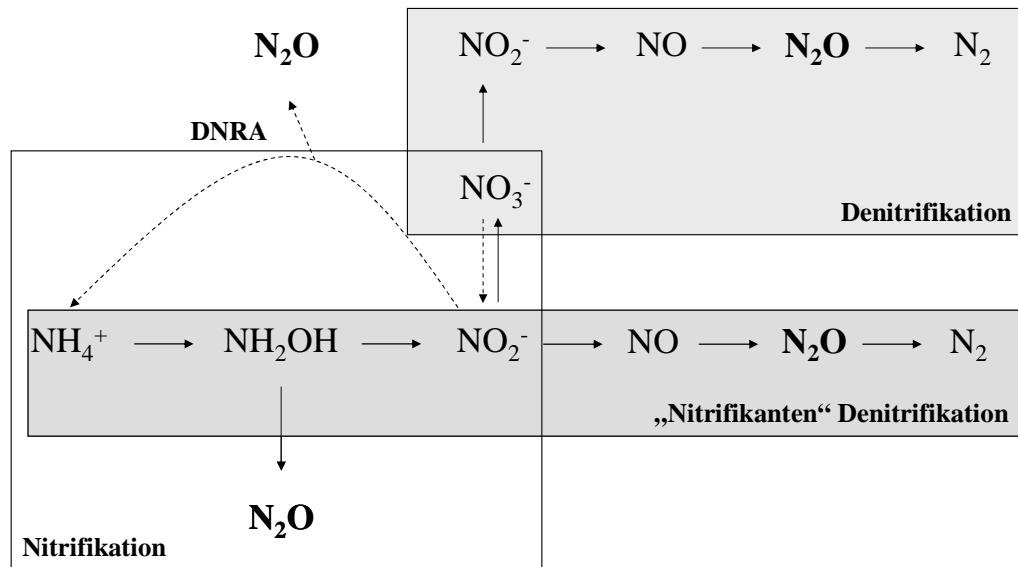 N₂O
NO₂⁻ NO N₂O N₂
DNRA
NO₃⁻
Denitrifikation
NH₄⁺ NH₂OH NO₂⁻ NO N₂O N₂
„Nitrifikanten“ Denitrifikation
N₂O
Nitrifikation